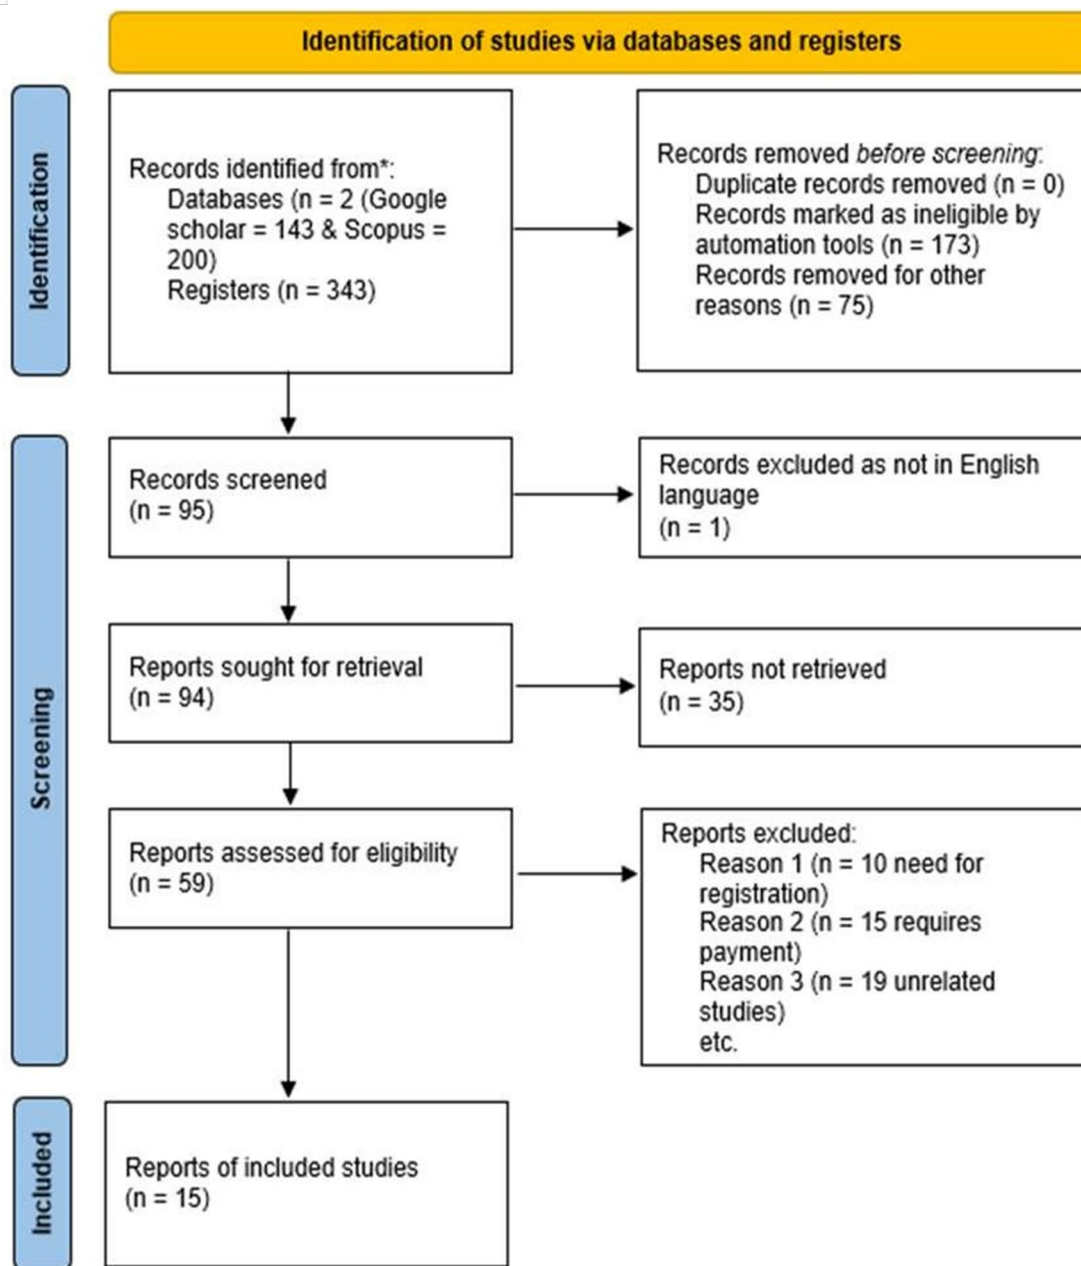 Identification of studies via databases and registers
Identification
Records identified from*:
Databases (n = 2 (Google
scholar = 143 & Scopus =
200)
Registers (n = 343)
Records removed before screening:
Duplicate records removed (n = 0)
Records marked as ineligible by
automation tools (n = 173)
Records removed for other
reasons (n = 75)
Screening
Records screened
(n = 95)
Records excluded as not in English
language
(n = 1)
Reports sought for retrieval
(n = 94)
Reports not retrieved
(n = 35)
Reports assessed for eligibility
(n = 59)
Reports excluded:
Reason 1 (n = 10 need for
registration)
Reason 2 (n = 15 requires
payment)
Reason 3 (n = 19 unrelated
studies)
etc.
Included
Reports of included studies
(n = 15)